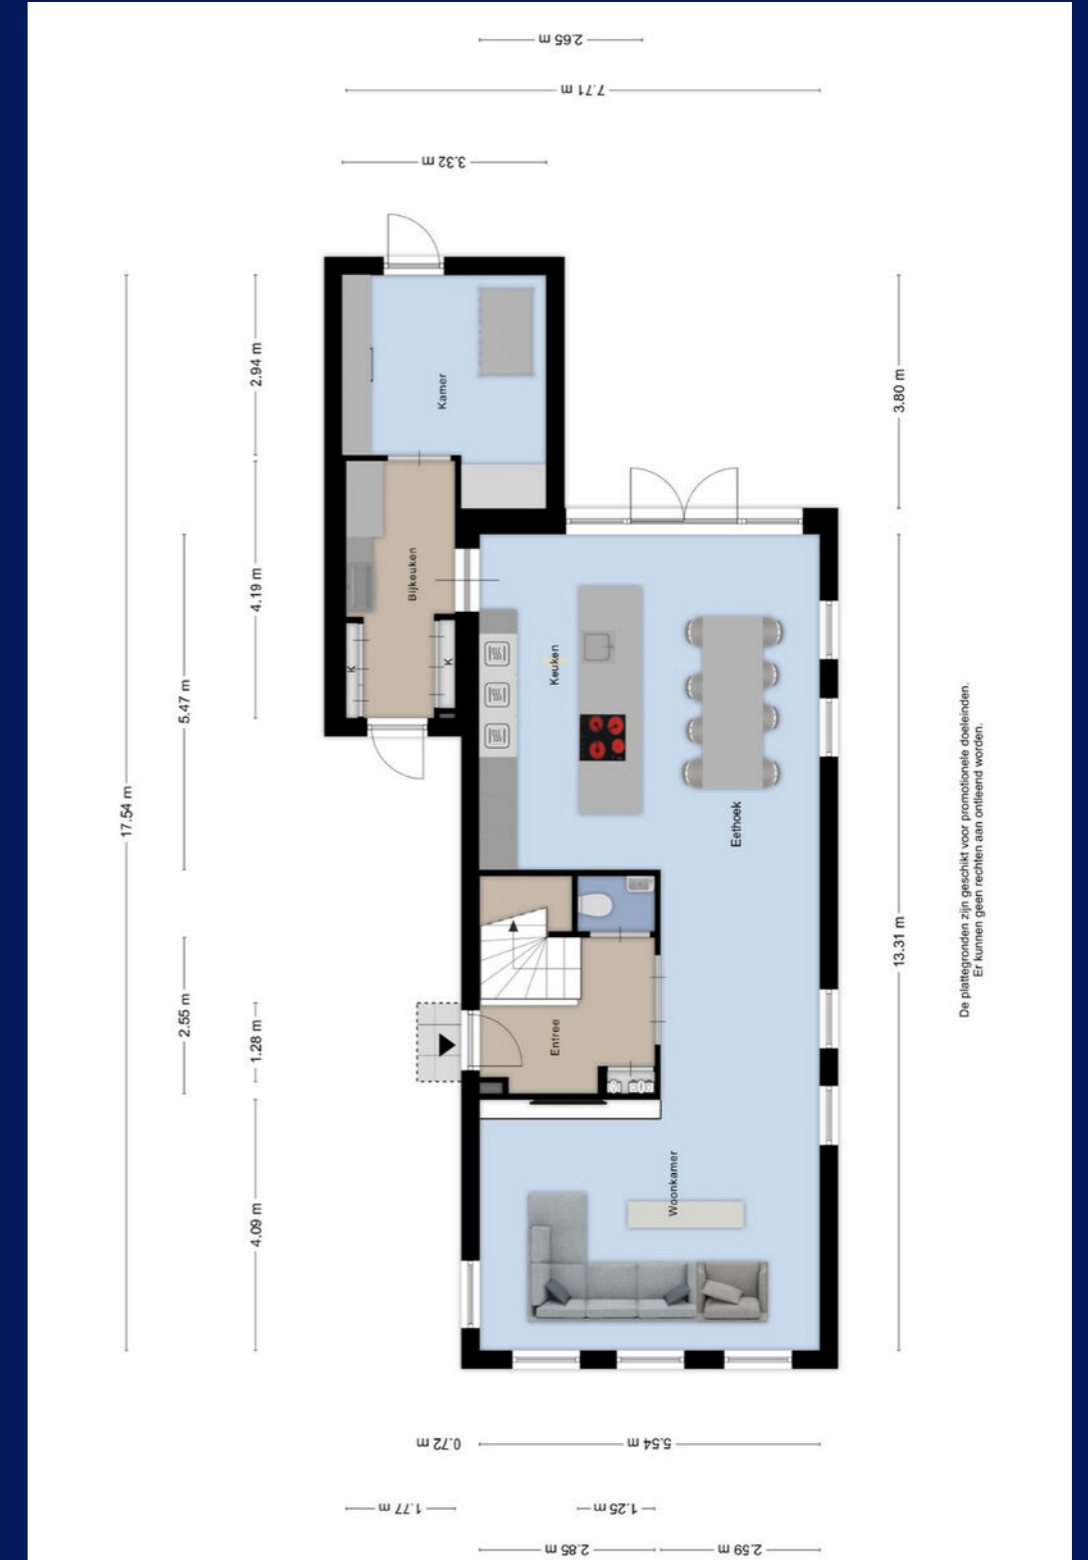 2.65 m
7.71 m
3.32 m
2.94 m
3.80 m
Kamer
Bijkeuken
4.19 m
Keuken
K
K
5.47 m
17.54 m
Eethoek
De plattegronden zijn geschikt voor promotionele doeleinden.
Er kunnen geen rechten aan ontleend worden.
13.31 m
2.55 m
1.28 m
Entree
Woonkamer
4.09 m
0.72 m
5.54 m
1.77 m
1.25 m
2.85 m
2.59 m